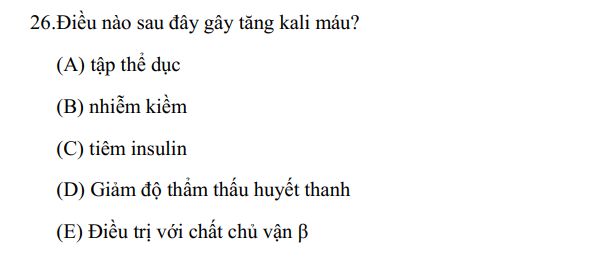 26.Điều nào sau đây gây tăng kali máu?
(A) tập thể dục
(B) nhiễm kiềm
(C) tiêm insulin
(D) Giảm độ thẩm thấu huyết thanh
(E) Điều trị với chất chủ vận β